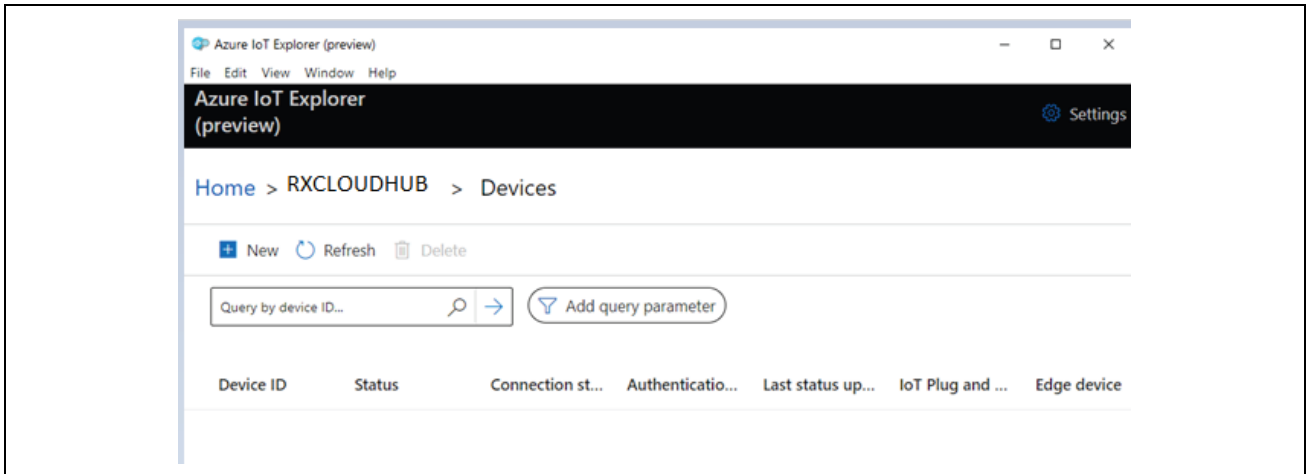 Azure IoT Explorer (preview)
File Edit View Window Help
Azure IoT Explorer
(preview)
Settings
Home > RXCLOUDHUB > Devices
New Refresh Delete
Query by device ID... Add query parameter
Device ID Status Connection st... Authenticatio... Last status up... IoT Plug and ... Edge device